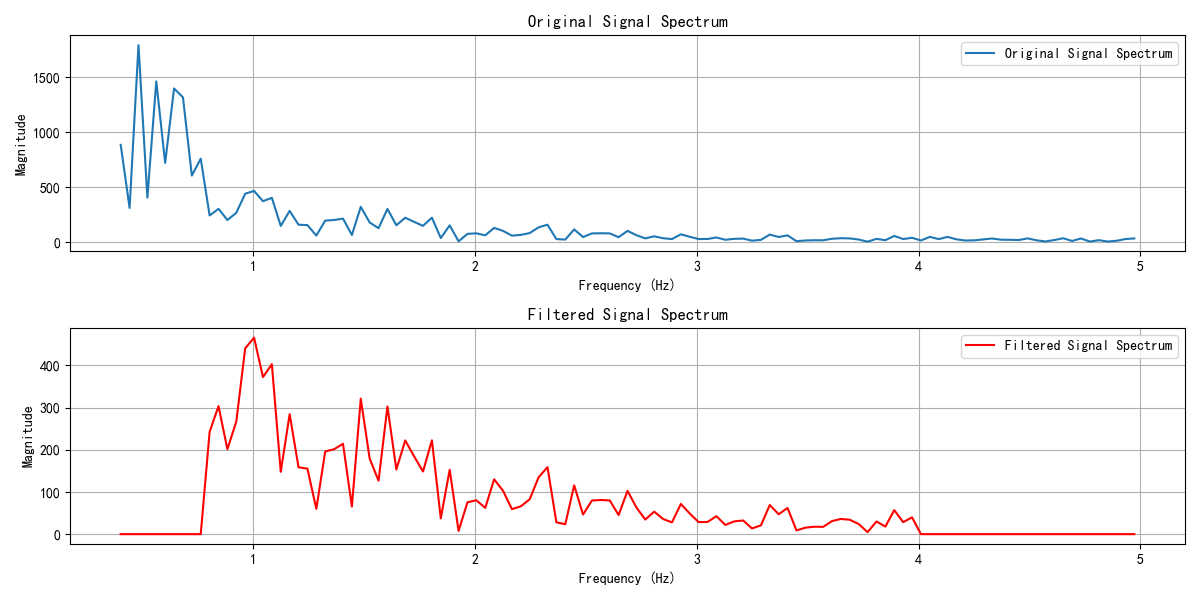 Original Signal Spectrum
Original Signal Spectrum
Magnitude
1500
1000
500
0
1 2 3 4 5
Frequency (Hz)
Filtered Signal Spectrum
Filtered Signal Spectrum
Magnitude
400
300
200
100
0
1 2 3 4 5
Frequency (Hz)